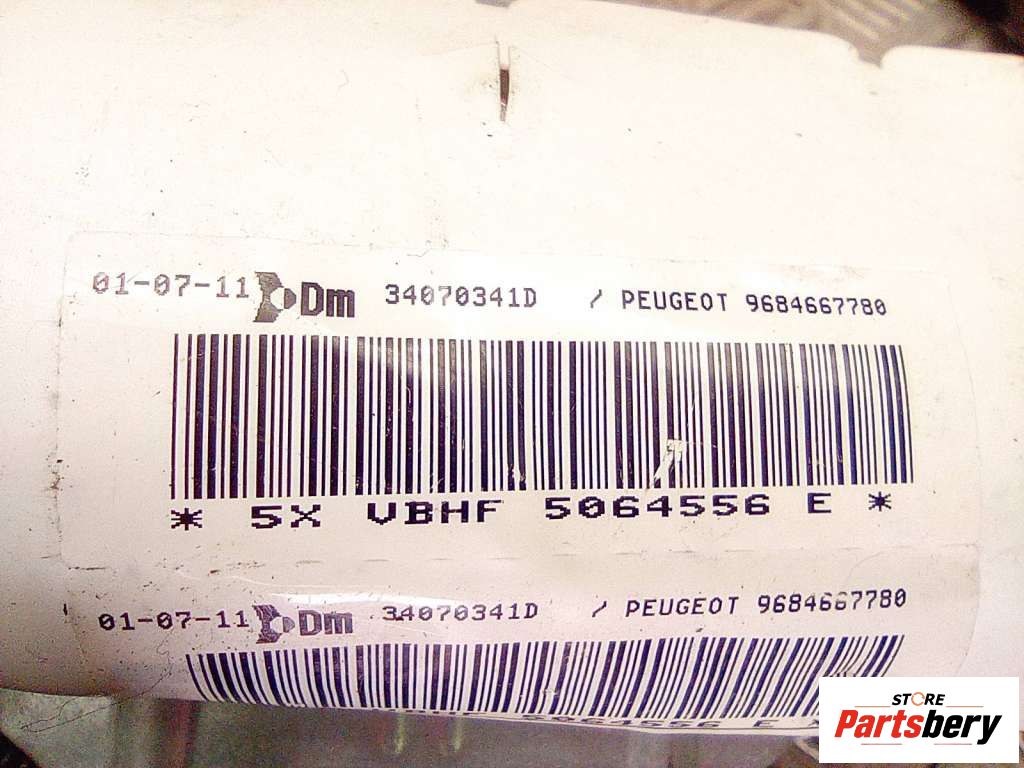 01-07-11 Dm 34070341D / PEUGEOT 9684667780
* 5X VBHF 5064556 E *
01-07-11 Dm 34070341D / PEUGEOT 9684667780
5064556 E
STORE
Partsbery